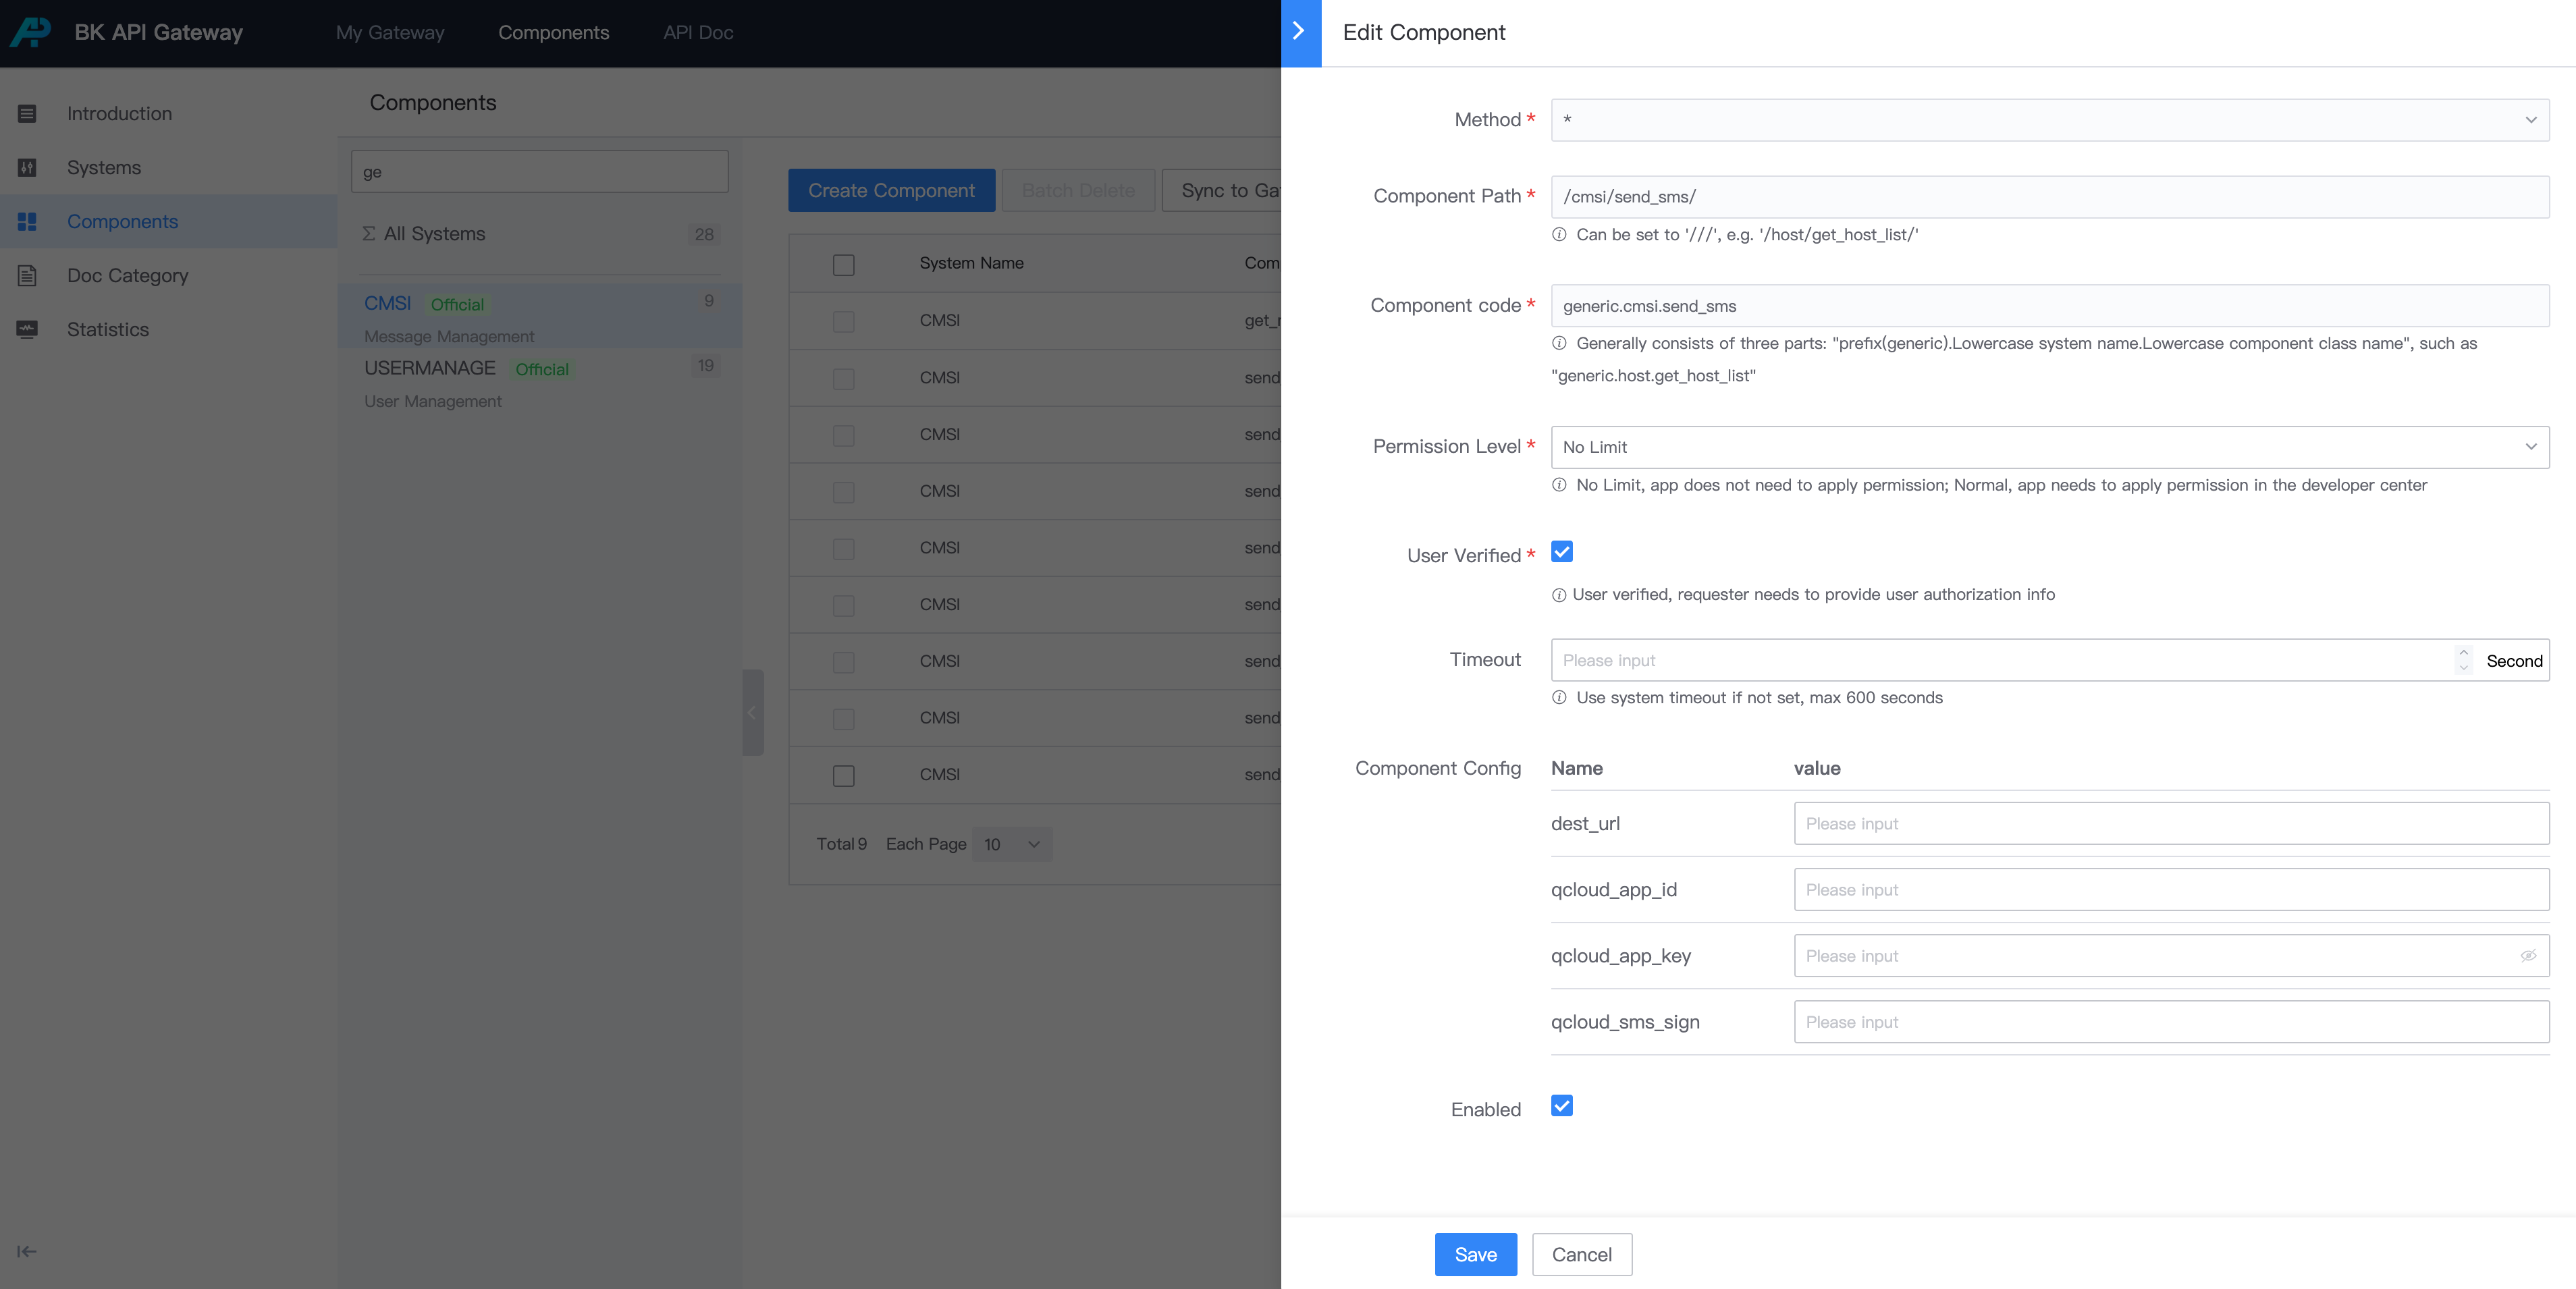 BK API Gateway
My Gateway
Components
API Doc
Introduction
Systems
Components
Doc Category
Statistics
Components
ge
Σ All Systems 28
CMSI Official 9
Message Management
USERMANAGE Official 19
User Management
Create Component
Batch Delete
Sync to Ga
System Name Com
CMSI get_
CMSI send_
CMSI send_
CMSI send_
CMSI send_
CMSI send_
CMSI send_
CMSI send_
CMSI send_
Total 9 Each Page 10
Edit Component
Method * *
Component Path * /cmsi/send_sms/
Can be set to '///', e.g. '/host/get_host_list/'
Component code * generic.cmsi.send_sms
Generally consists of three parts: "prefix(generic).Lowercase system name.Lowercase component class name", such as
"generic.host.get_host_list"
Permission Level * No Limit
No Limit, app does not need to apply permission; Normal, app needs to apply permission in the developer center
User Verified *
User verified, requester needs to provide user authorization info
Timeout Please input Second
Use system timeout if not set, max 600 seconds
Component Config Name value
dest_url Please input
qcloud_app_id Please input
qcloud_app_key Please input
qcloud_sms_sign Please input
Enabled
Save Cancel